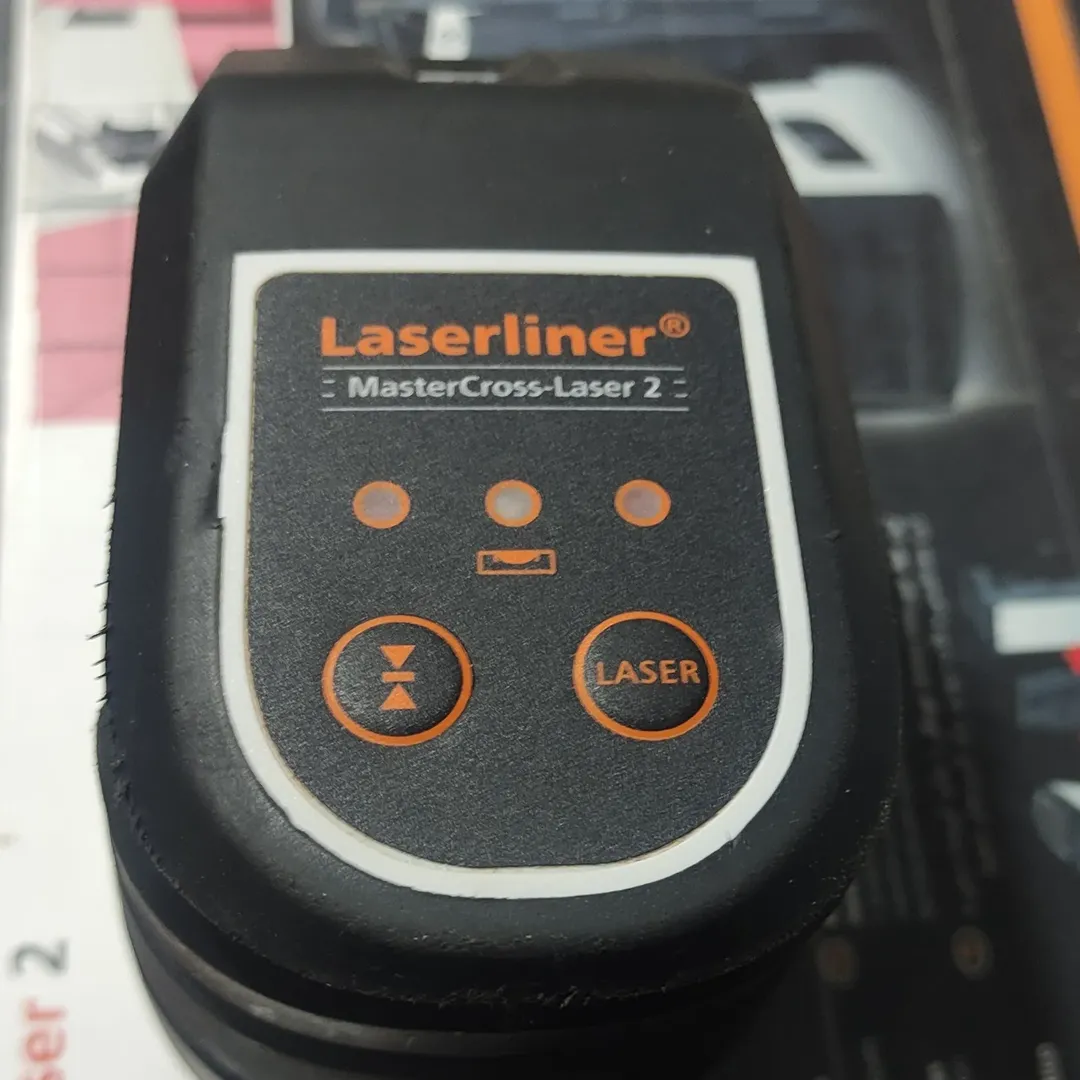 Laserliner®
MasterCross-Laser 2
LASER
ser 2